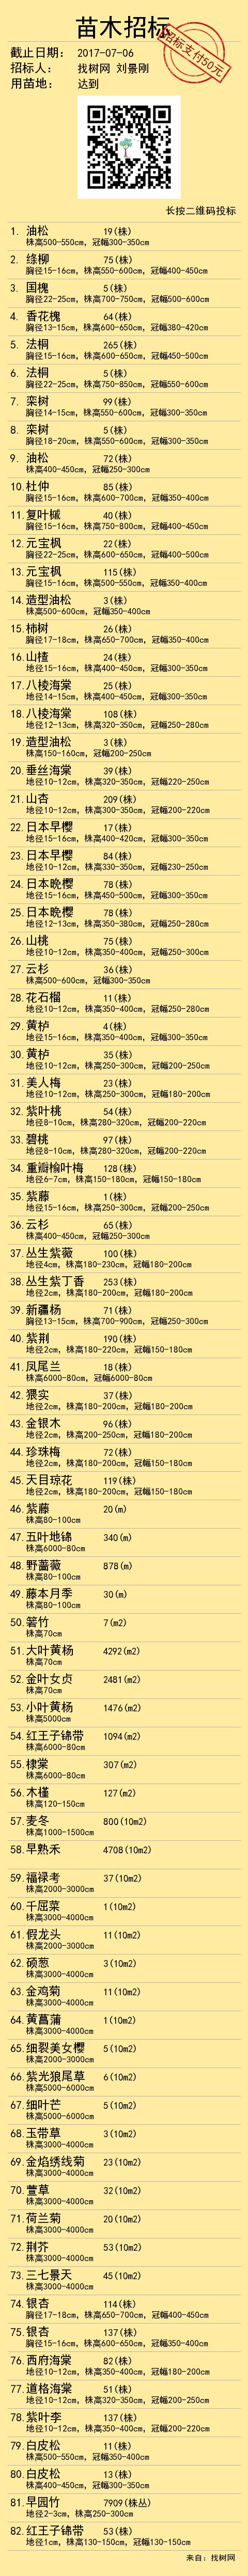 苗木招标
招标支付50元
截止日期: 2017-07-06
招标人: 找树网 刘景刚
用苗地: 达到
长按二维码投标
1. 油松 19(株)
株高500-550cm, 冠幅300-350cm
2. 绦柳 75(株)
胸径15-16cm, 株高550-600cm, 冠幅400-450cm
3. 国槐 5(株)
胸径22-25cm, 株高700-750cm, 冠幅500-600cm
4. 香花槐 64(株)
胸径13-15cm, 株高600-650cm, 冠幅380-420cm
5. 法桐 265(株)
胸径15-16cm, 株高600-650cm, 冠幅450-500cm
6. 法桐 5(株)
胸径22-25cm, 株高750-850cm, 冠幅550-600cm
7. 栾树 99(株)
胸径14-15cm, 株高550-600cm, 冠幅300-350cm
8. 栾树 5(株)
胸径18-20cm, 株高550-600cm, 冠幅300-350cm
9. 油松 72(株)
株高400-450cm, 冠幅250-300cm
10. 杜仲 85(株)
胸径15-16cm, 株高600-700cm, 冠幅350-400cm
11. 复叶槭 40(株)
胸径15-16cm, 株高750-800cm, 冠幅400-450cm
12. 元宝枫 22(株)
胸径22-25cm, 株高600-650cm, 冠幅400-500cm
13. 元宝枫 115(株)
胸径15-16cm, 株高500-550cm, 冠幅350-400cm
14. 造型油松 3(株)
株高500-600cm, 冠幅350-400cm
15. 柿树 26(株)
胸径17-18cm, 株高650-700cm, 冠幅350-400cm
16. 山楂 24(株)
地径15-16cm, 株高400-450cm, 冠幅300-350cm
17. 八棱海棠 25(株)
地径14-15cm, 株高400-450cm, 冠幅300-350cm
18. 八棱海棠 108(株)
地径12-13cm, 株高320-350cm, 冠幅250-280cm
19. 造型油松 3(株)
株高150-160cm, 冠幅200-250cm
20. 垂丝海棠 39(株)
地径10-12cm, 株高320-350cm, 冠幅220-250cm
21. 山杏 209(株)
地径10-12cm, 株高300-350cm, 冠幅200-220cm
22. 日本早樱 17(株)
地径15-16cm, 株高400-420cm, 冠幅300-350cm
23. 日本早樱 84(株)
地径10-12cm, 株高330-350cm, 冠幅230-250cm
24. 日本晚樱 78(株)
地径15-16cm, 株高450-500cm, 冠幅300-350cm
25. 日本晚樱 78(株)
地径12-13cm, 株高350-380cm, 冠幅250-280cm
26. 山桃 75(株)
地径10-12cm, 株高350-400cm, 冠幅250-300cm
27. 云杉 36(株)
株高500-600cm, 冠幅300-350cm
28. 花石榴 11(株)
地径10-12cm, 株高350-400cm, 冠幅250-280cm
29. 黄栌 4(株)
地径15-16cm, 株高350-400cm, 冠幅300-350cm
30. 黄栌 35(株)
地径10-12cm, 株高250-300cm, 冠幅200-250cm
31. 美人梅 23(株)
地径10-12cm, 株高250-300cm, 冠幅180-200cm
32. 紫叶桃 54(株)
地径8-10cm, 株高280-320cm, 冠幅200-220cm
33. 碧桃 97(株)
地径8-10cm, 株高280-320cm, 冠幅200-220cm
34. 重瓣榆叶梅 128(株)
地径6-7cm, 株高150-180cm, 冠幅150-180cm
35. 紫藤 1(株)
地径15-16cm, 株高250-300cm, 冠幅250-300cm
36. 云杉 65(株)
株高400-450cm, 冠幅250-300cm
37. 丛生紫薇 100(株)
地径4cm, 株高180-230cm, 冠幅180-200cm
38. 丛生紫丁香 253(株)
地径2cm, 株高180-200cm, 冠幅180-200cm
39. 新疆杨 71(株)
胸径13-15cm, 株高700-900cm, 冠幅250-300cm
40. 紫荆 190(株)
地径2cm, 株高180-220cm, 冠幅150-180cm
41. 凤尾兰 18(株)
株高6000-80cm, 冠幅6000-80cm
42. 猥实 37(株)
地径2cm, 株高180-200cm, 冠幅180-200cm
43. 金银木 96(株)
地径2cm, 株高200-250cm, 冠幅180-200cm
44. 珍珠梅 72(株)
地径2cm, 株高180-200cm, 冠幅150-180cm
45. 天目琼花 119(株)
地径2cm, 株高180-200cm, 冠幅150-180cm
46. 紫藤 20(m)
株高80-100cm
47. 五叶地锦 340(m)
株高6000-80cm
48. 野蔷薇 878(m)
株高80-100cm
49. 藤本月季 30(m)
株高80-100cm
50. 箬竹 7(m2)
株高70cm
51. 大叶黄杨 4292(m2)
株高70cm
52. 金叶女贞 2481(m2)
株高70cm
53. 小叶黄杨 1476(m2)
株高5000cm
54. 红王子锦带 1094(m2)
株高6000-80cm
55. 棣棠 307(m2)
株高6000-80cm
56. 木槿 127(m2)
株高120-150cm
57. 麦冬 800(10m2)
株高1000-1500cm
58. 早熟禾 4708(10m2)
59. 福禄考 37(10m2)
株高2000-3000cm
60. 千屈菜 1(10m2)
株高3000-4000cm
61. 假龙头 11(10m2)
株高2000-3000cm
62. 硕葱 3(10m2)
株高3000-4000cm
63. 金鸡菊 11(10m2)
株高3000-4000cm
64. 黄菖蒲 1(10m2)
株高3000-4000cm
65. 细裂美女樱 5(10m2)
株高2000-3000cm
66. 紫光狼尾草 6(10m2)
株高5000-6000cm
67. 细叶芒 5(10m2)
株高5000-6000cm
68. 玉带草 3(10m2)
株高3000-4000cm
69. 金焰绣线菊 23(10m2)
株高3000-4000cm
70. 萱草 32(10m2)
株高3000-4000cm
71. 荷兰菊 20(10m2)
株高3000-4000cm
72. 荆芥 53(10m2)
株高3000-4000cm
73. 三七景天 45(10m2)
株高3000-4000cm
74. 银杏 114(株)
胸径17-18cm, 株高650-700cm, 冠幅400-450cm
75. 银杏 137(株)
胸径15-16cm, 株高600-650cm, 冠幅350-400cm
76. 西府海棠 82(株)
地径10-12cm, 株高350-400cm, 冠幅180-200cm
77. 道格海棠 51(株)
地径10-12cm, 株高320-350cm, 冠幅200-250cm
78. 紫叶李 137(株)
地径10-12cm, 株高350-400cm, 冠幅200-220cm
79. 白皮松 11(株)
株高500-550cm, 冠幅350-400cm
80. 白皮松 13(株)
株高400-450cm, 冠幅300-350cm
81. 早园竹 7909(株丛)
地径2-3cm, 株高250-300cm
82. 红王子锦带 53(株)
地径1cm, 株高130-150cm, 冠幅130-150cm
来自: 找树网